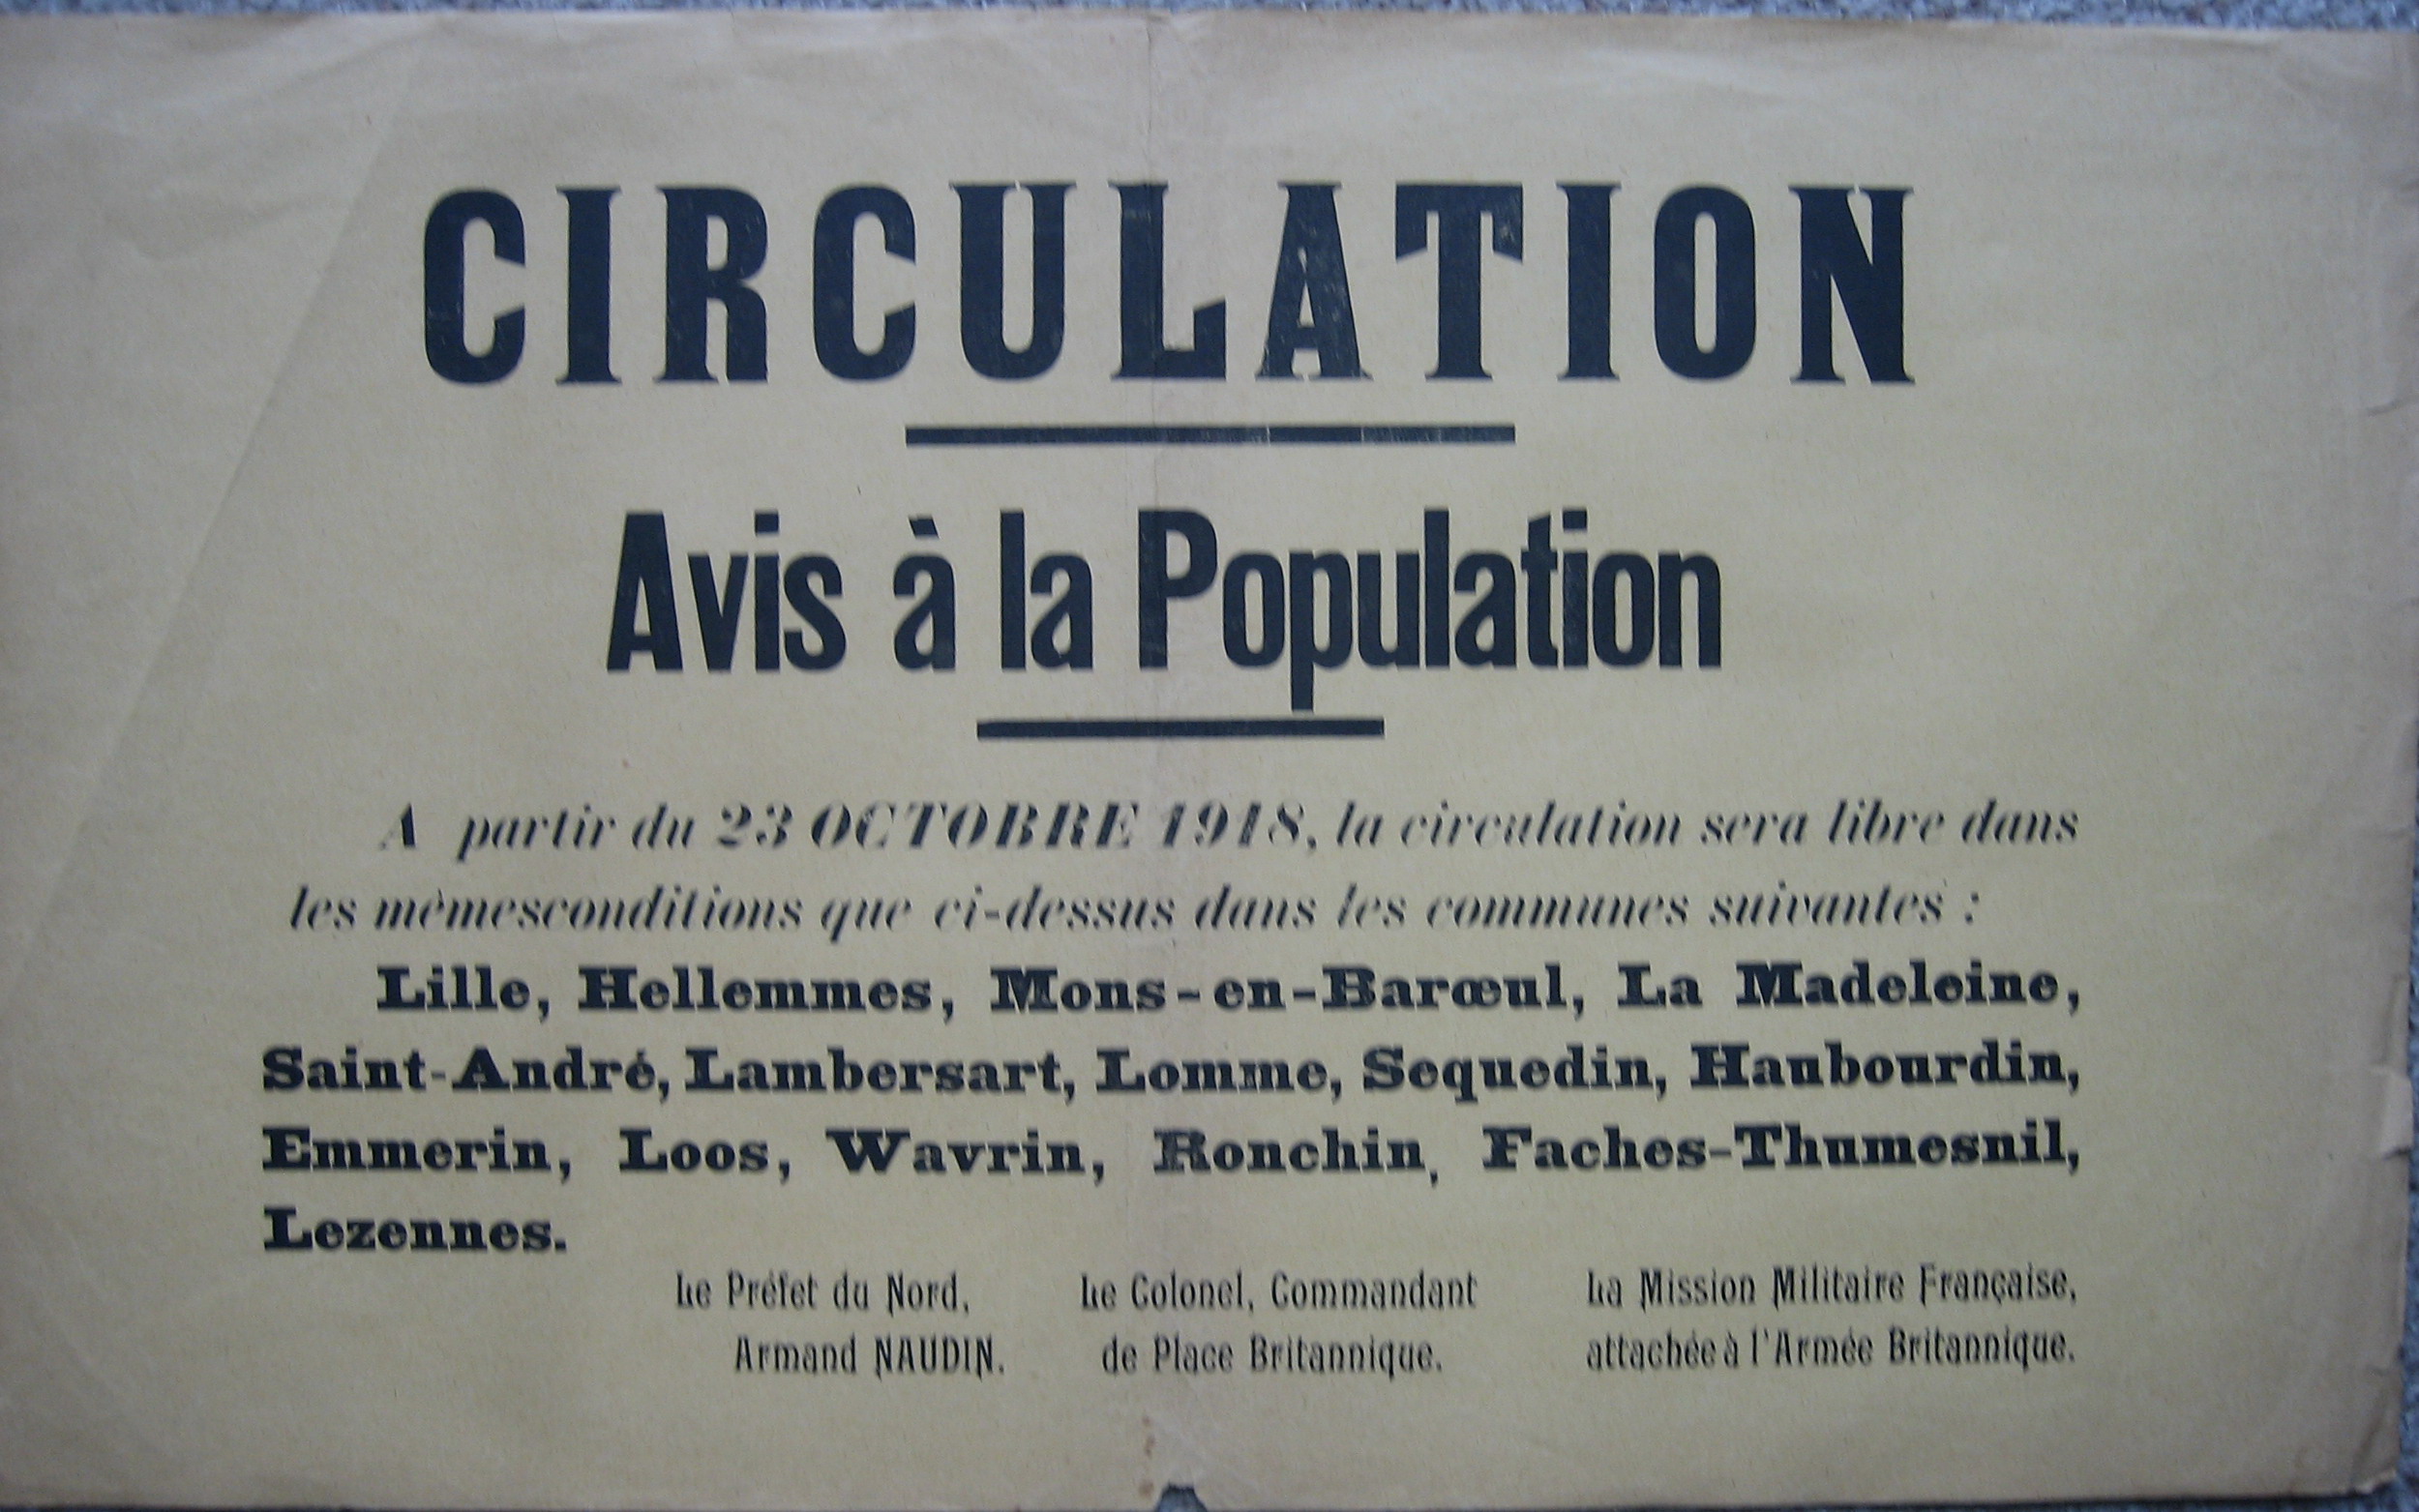 CIRCULATION
Avis à la Population
A partir du 23 OCTOBRE 1918, la circulation sera libre dans
les mêmesconditions que ci-dessus dans les communes suivantes :
Lille, Hellemmes, Mons-en-Barœul, La Madeleine,
Saint-André, Lambersart, Lomme, Sequedin, Haubourdin,
Emmerin, Loos, Wavrin, Ronchin, Faches-Thumesnil,
Lezennes.
Le Préfet du Nord,
Armand NAUDIN.
Le Colonel, Commandant
de Place Britannique.
La Mission Militaire Française,
attachée à l'Armée Britannique.